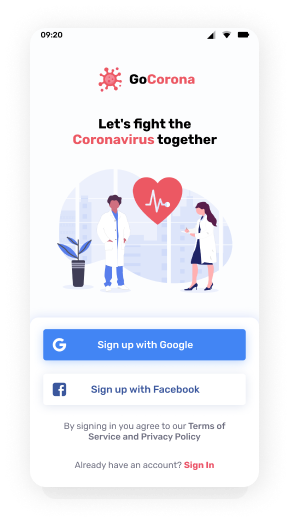 09:20
GoCorona
Let's fight the
Coronavirus together
Sign up with Google
Sign up with Facebook
By signing in you agree to our Terms of
Service and Privacy Policy
Already have an account? Sign In